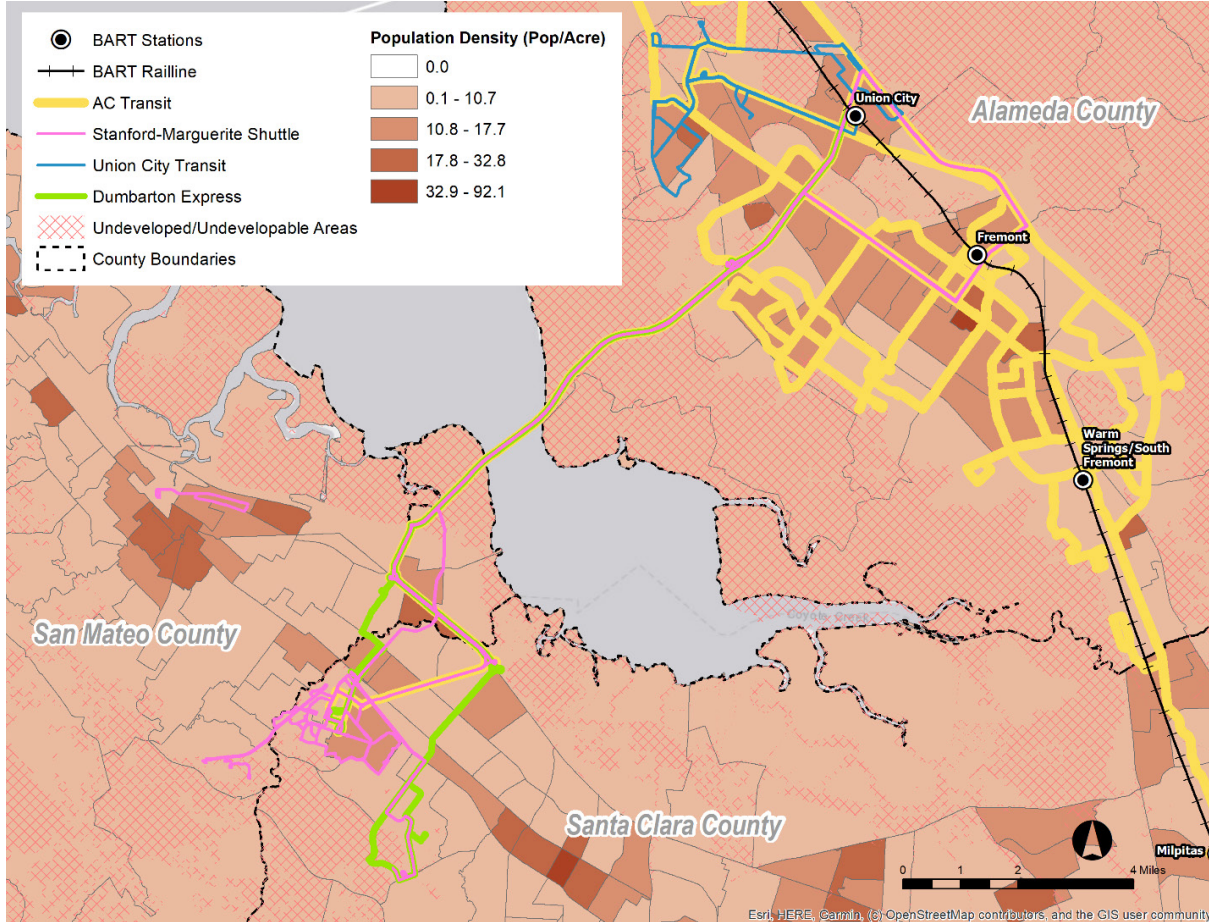 BART Stations
BART Railline
AC Transit
Stanford-Marguerite Shuttle
Union City Transit
Dumbarton Express
Undeveloped/Undevelopable Areas
County Boundaries
Population Density (Pop/Acre)
0.0
0.1 - 10.7
10.8 - 17.7
17.8 - 32.8
32.9 - 92.1
Union City
Alameda County
Fremont
Warm
Springs/South
Fremont
Coyote Creek
San Mateo County
Santa Clara County
Milpitas
0 1 2 4 Miles
Esri, HERE, Garmin, (c) OpenStreetMap contributors, and the GIS user community